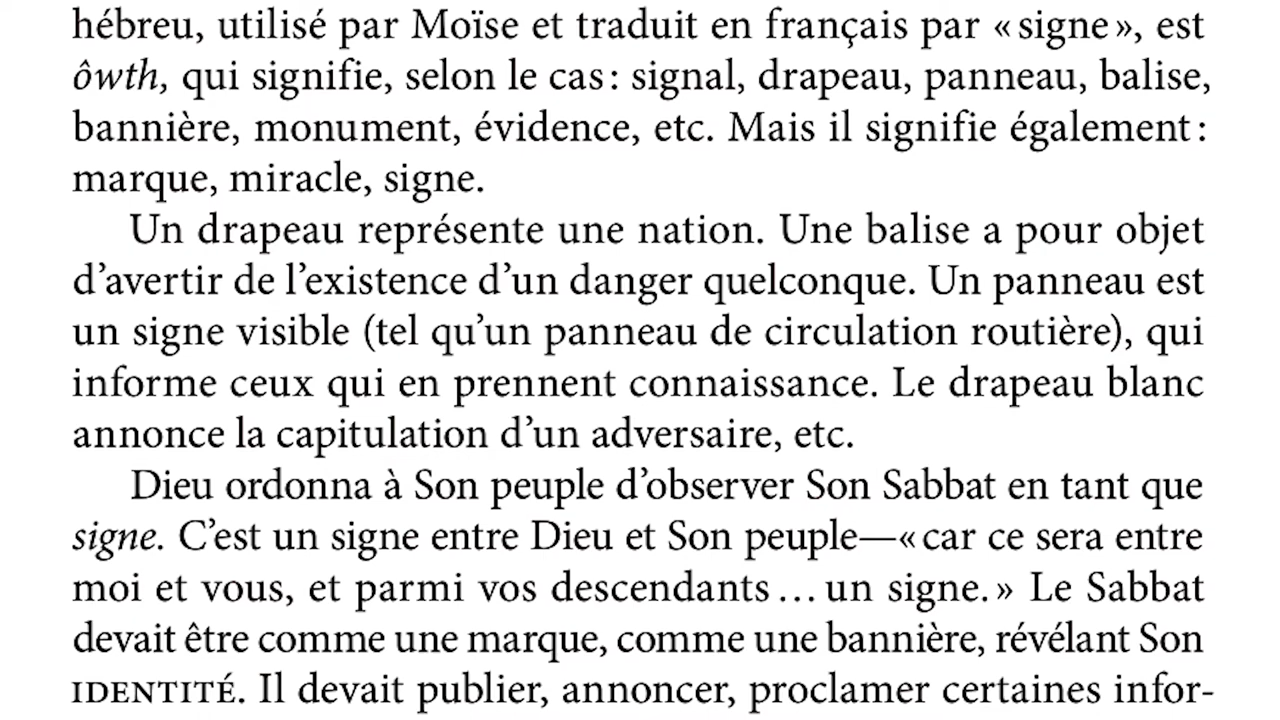 hébreu, utilisé par Moïse et traduit en français par « signe », est
ôwth, qui signifie, selon le cas : signal, drapeau, panneau, balise,
bannière, monument, évidence, etc. Mais il signifie également :
marque, miracle, signe.
Un drapeau représente une nation. Une balise a pour objet
d’avertir de l’existence d’un danger quelconque. Un panneau est
un signe visible (tel qu’un panneau de circulation routière), qui
informe ceux qui en prennent connaissance. Le drapeau blanc
annonce la capitulation d’un adversaire, etc.
Dieu ordonna à Son peuple d’observer Son Sabbat en tant que
signe. C’est un signe entre Dieu et Son peuple—« car ce sera entre
moi et vous, et parmi vos descendants … un signe. » Le Sabbat
devait être comme une marque, comme une bannière, révélant Son
IDENTITÉ. Il devait publier, annoncer, proclamer certaines infor-